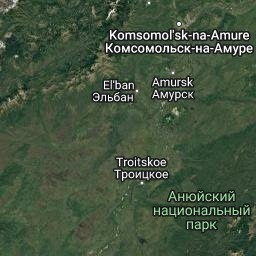 Komsomol'sk-na-Amure
Комсомольск-на-Амуре
El'ban
Эльбан
Amursk
Амурск
Troitskoe
Троицкое
Анюйский
национальный
парк